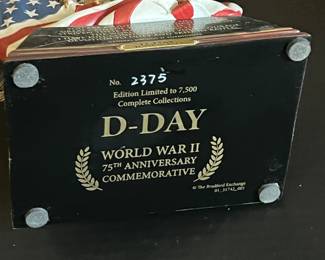 No. 2375
Edition Limited to 7,500
Complete Collections
D-DAY
WORLD WAR II
75TH ANNIVERSARY
COMMEMORATIVE
© The Bradford Exchange
01_31742_001